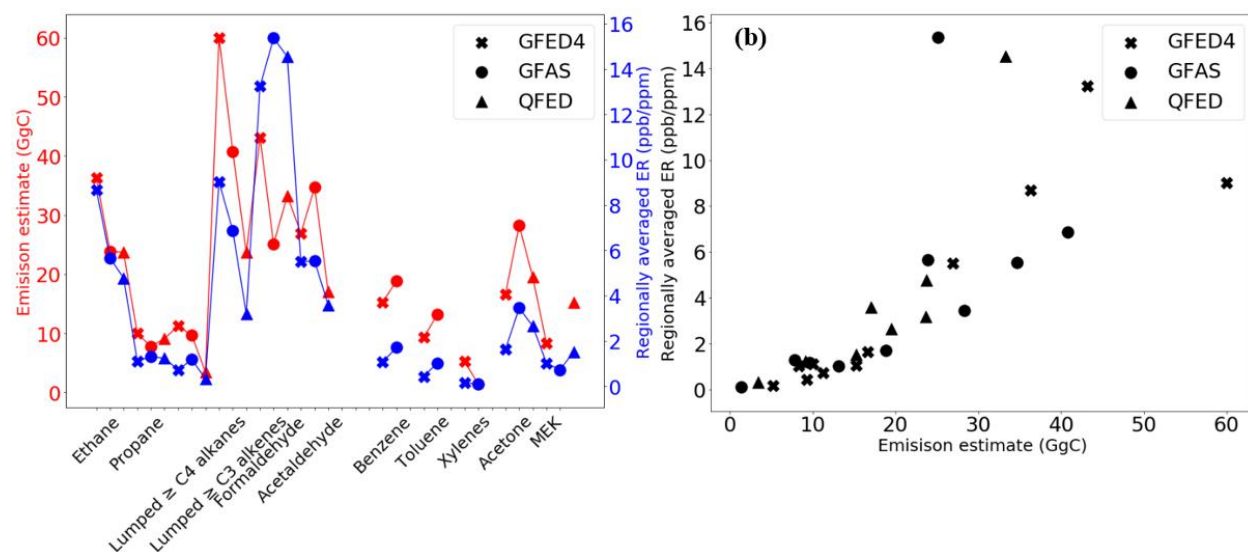 GFED4
GFAS
QFED
60
50
40
30
20
10
0
Emisison estimate (GgC)
16
14
12
10
8
6
4
2
0
Regionally averaged ER (ppb/ppm)
Ethane
Propane
Lumped ≥ C4 alkanes
Lumped ≥ C3 alkenes
Formaldehyde
Acetaldehyde
Benzene
Toluene
Xylenes
Acetone
MEK
(b)
GFED4
GFAS
QFED
16
14
12
10
8
6
4
2
0
Regionally averaged ER (ppb/ppm)
0 10 20 30 40 50 60
Emisison estimate (GgC)